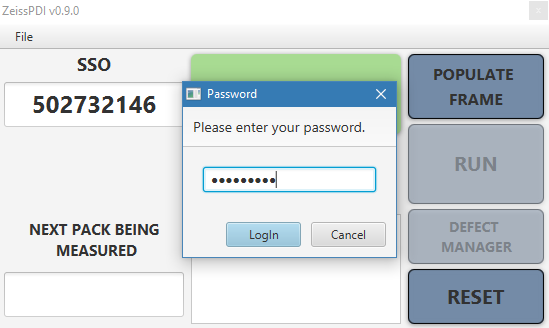 ZeissPDI v0.9.0
x
File
SSO
502732146
NEXT PACK BEING
MEASURED
Password
Please enter your password.
•••••••••
LogIn
Cancel
POPULATE
FRAME
RUN
DEFECT
MANAGER
RESET